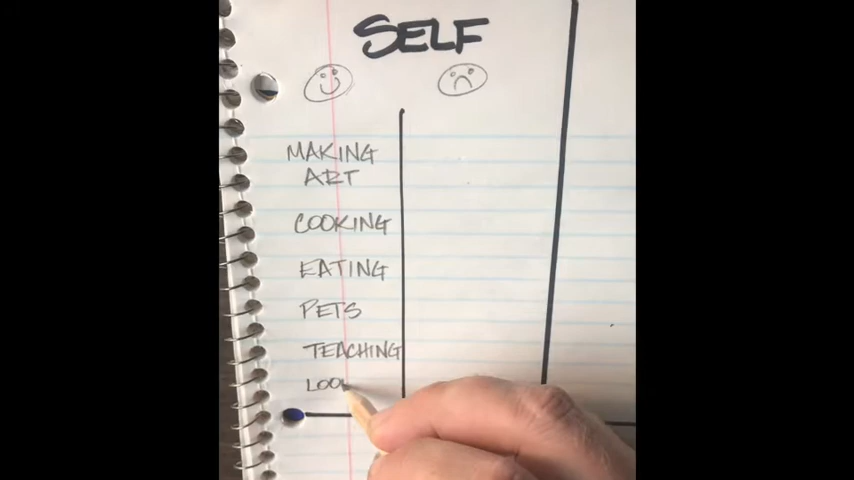 SELF
MAKING
ART
COOKING
EATING
PETS
TEACHING